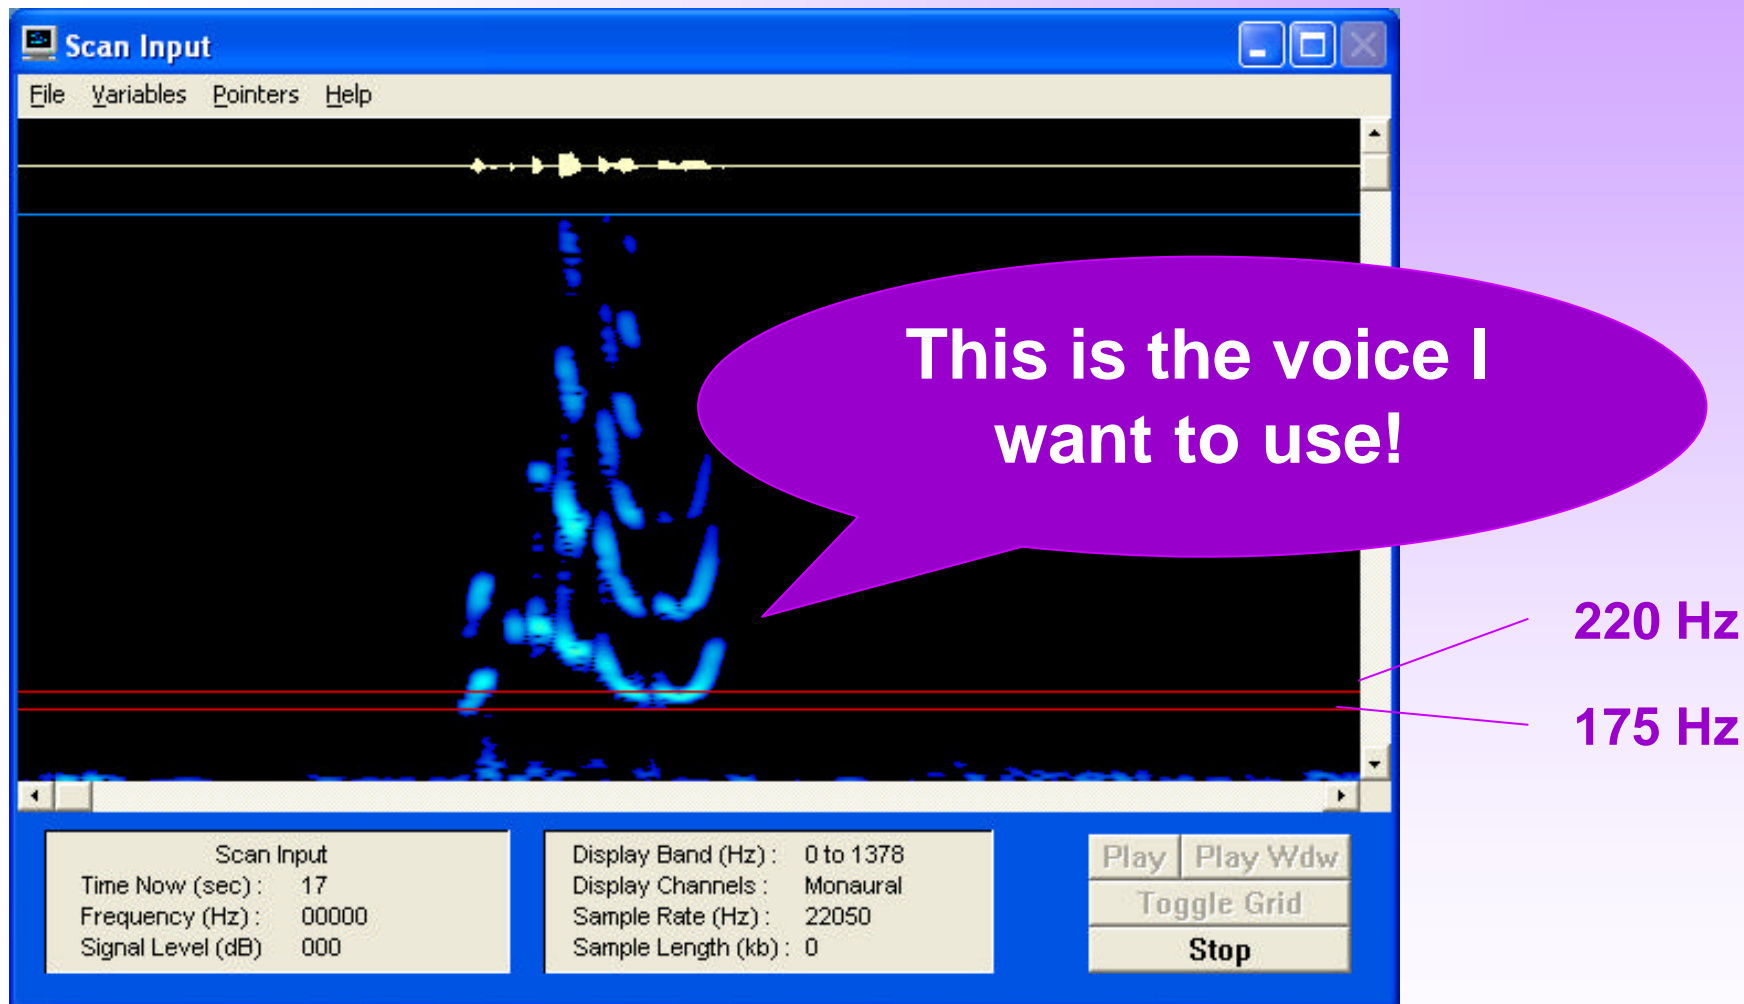 Scan Input
File Variables Pointers Help
This is the voice I
want to use!
220 Hz
175 Hz
Scan Input
Time Now (sec) : 17
Frequency (Hz) : 00000
Signal Level (dB) 000
Display Band (Hz) : 0 to 1378
Display Channels : Monaural
Sample Rate (Hz) : 22050
Sample Length (kb) : 0
Play Play Wdw
Toggle Grid
Stop